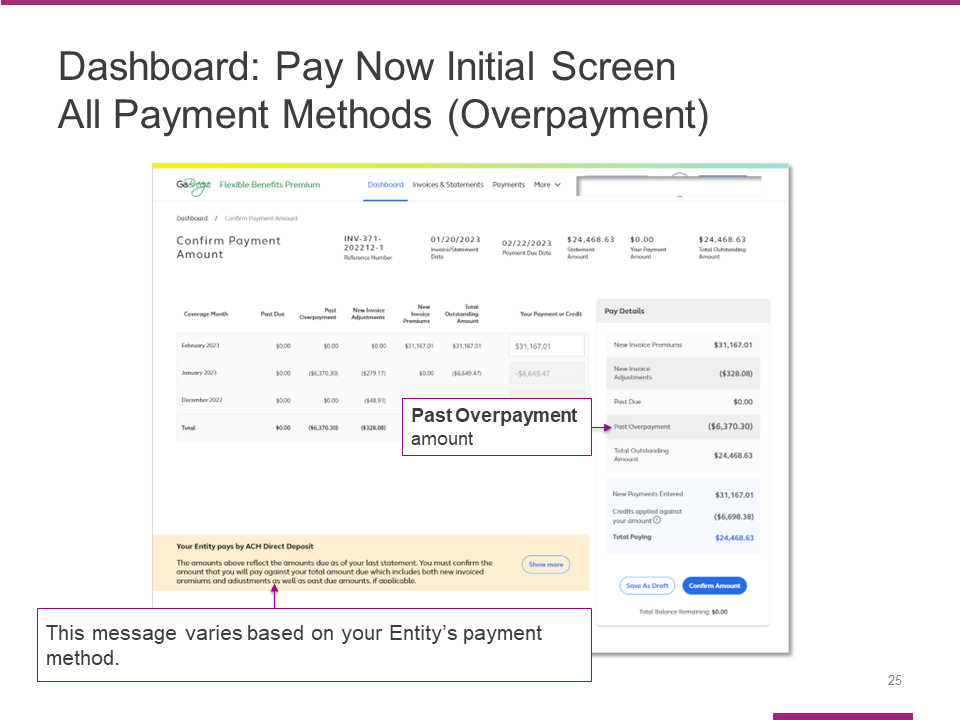 Dashboard: Pay Now Initial Screen
All Payment Methods (Overpayment)
GaBreeze Flexible Benefits Premium Dashboard Invoices & Statements Payments More
Dashboard / Confirm Payment Amount
Confirm Payment
Amount
INV-371-
202212-1
Reference Number
01/20/2023
Invoice/Statement
Date
02/22/2023
Payment Due Date
$24,468.63
Statement
Amount
$0.00
Your Payment
Amount
$24,468.63
Total Outstanding
Amount
Coverage Month Past Due Past Overpayment New Invoice Adjustments New Invoice Premiums Total Outstanding Amount Your Payment or Credit
February 2023 $0.00 $0.00 $0.00 $31,167.01 $31,167.01 $31,167.01
January 2023 $0.00 ($6,370.30) ($279.17) $0.00 ($6,649.47) -$6,649.47
December 2022 $0.00 $0.00 ($48.91)
Total $0.00 ($6,370.30) ($328.08)
Past Overpayment
amount
Pay Details
New Invoice Premiums $31,167.01
New Invoice
Adjustments ($328.08)
Past Due $0.00
Past Overpayment ($6,370.30)
Total Outstanding
Amount $24,468.63
New Payments Entered $31,167.01
Credits applied against
your amount ($6,698.38)
Total Paying $24,468.63
Save As Draft Confirm Amount
Total Balance Remaining: $0.00
Your Entity pays by ACH Direct Deposit
The amounts above reflect the amounts due as of your last statement. You must confirm the
amount that you will pay against your total amount due which includes both new invoiced
premiums and adjustments as well as past due amounts, if applicable.
Show more
This message varies based on your Entity's payment
method.
25